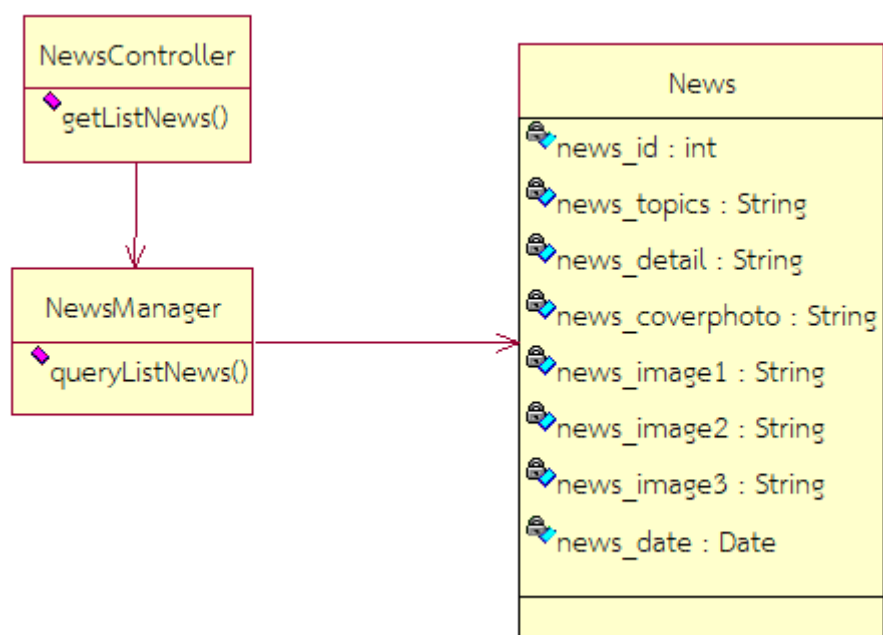 NewsController
getListNews()
NewsManager
queryListNews()
News
news_id : int
news_topics : String
news_detail : String
news_coverphoto : String
news_image1 : String
news_image2 : String
news_image3 : String
news_date : Date